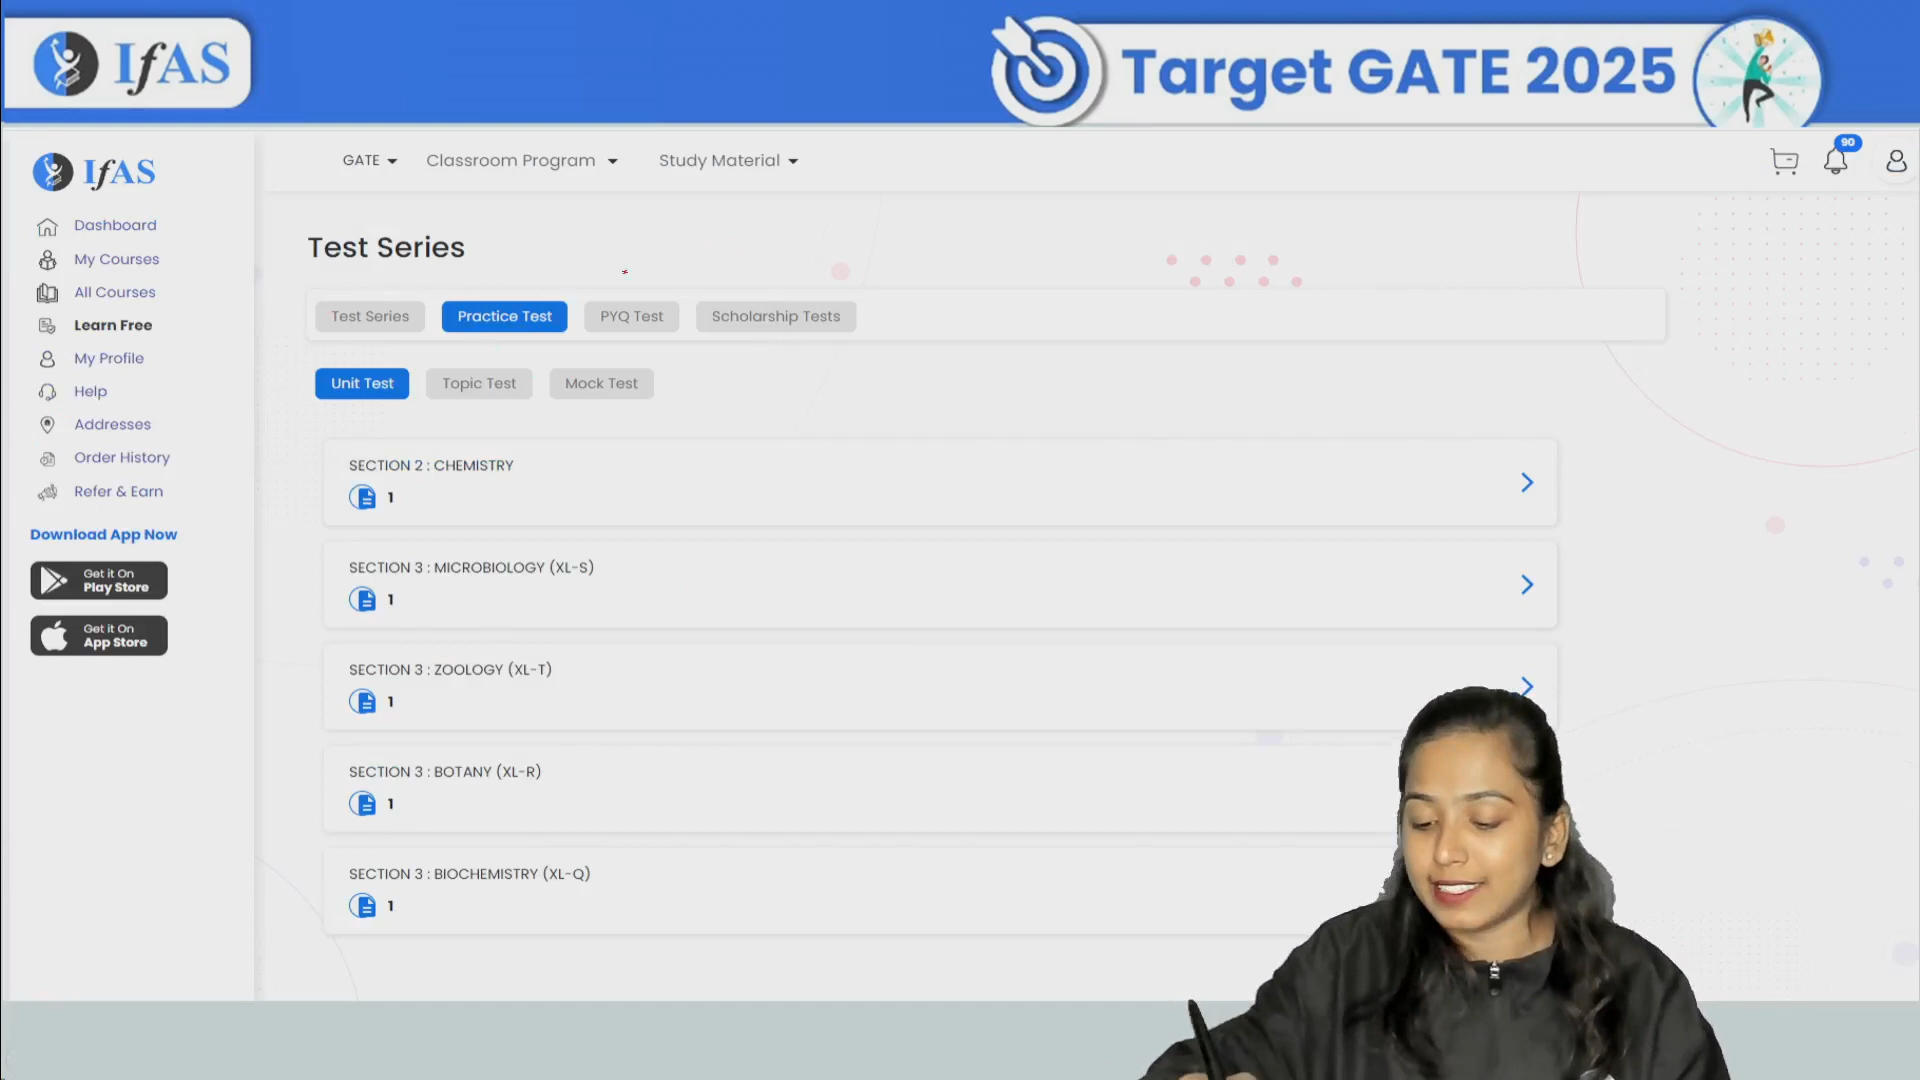 IfAS
Target GATE 2025
IfAS
GATE
Classroom Program
Study Material
90
Dashboard
My Courses
All Courses
Learn Free
My Profile
Help
Addresses
Order History
Refer & Earn
Download App Now
Get it On
Play Store
Get it On
App Store
Test Series
Test Series
Practice Test
PYQ Test
Scholarship Tests
Unit Test
Topic Test
Mock Test
SECTION 2 : CHEMISTRY
1
SECTION 3 : MICROBIOLOGY (XL-S)
1
SECTION 3 : ZOOLOGY (XL-T)
1
SECTION 3 : BOTANY (XL-R)
1
SECTION 3 : BIOCHEMISTRY (XL-Q)
1